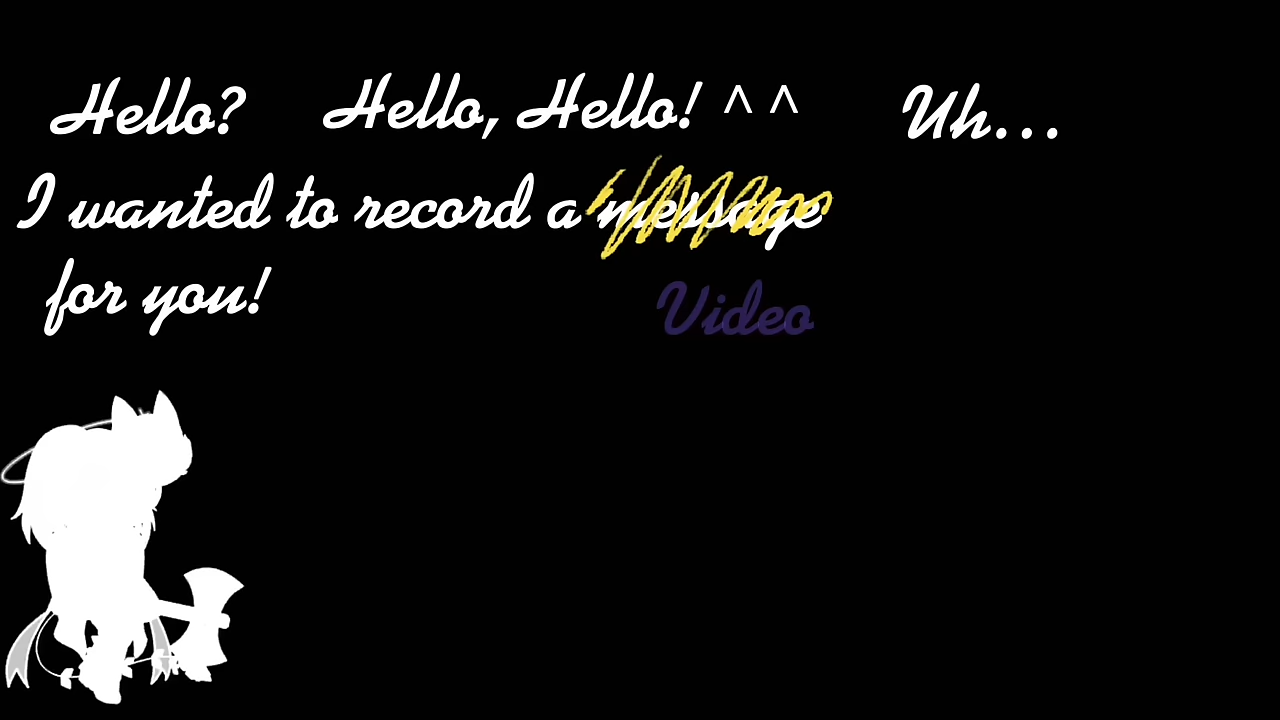 Hello? Hello, Hello! ^ ^ Uh...
I wanted to record a message
for you!
Video